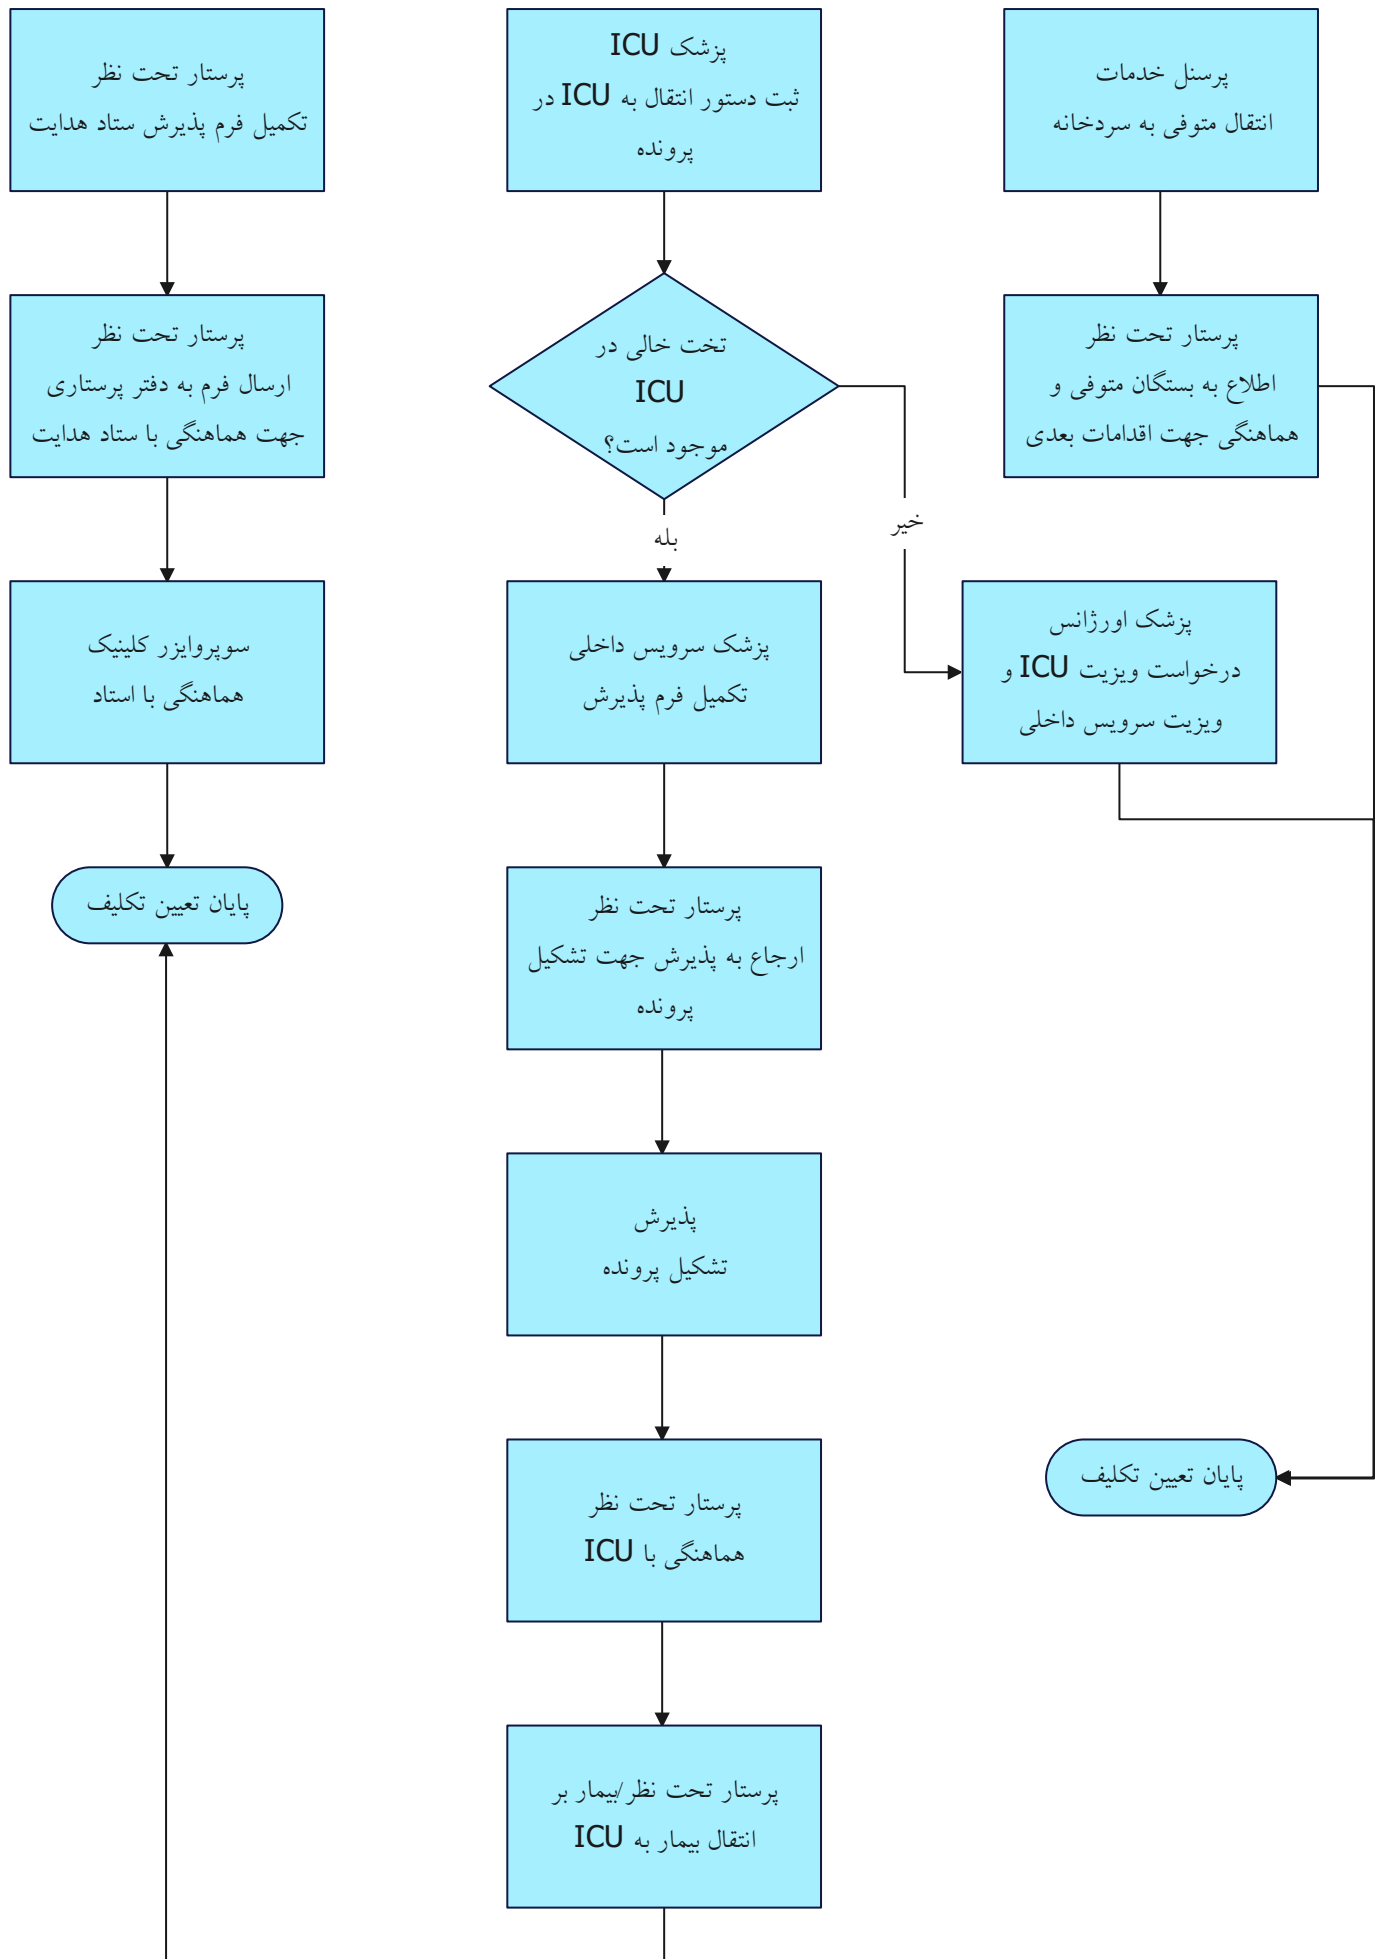 پرسنل خدمات
انتقال متوفی به سردخانه
پرستار تحت نظر
اطلاع به بستگان متوفی و
هماهنگی جهت اقدامات بعدی
پزشک ICU
ثبت دستور انتقال به ICU در
پرونده
تخت خالی در
ICU
موجود است؟
خیر
بله
پزشک اورژانس
درخواست ویزیت ICU و
ویزیت سرویس داخلی
پزشک سرویس داخلی
تکمیل فرم پذیرش
پرستار تحت نظر
ارجاع به پذیرش جهت تشکیل
پرونده
پذیرش
تشکیل پرونده
پرستار تحت نظر
هماهنگی با ICU
پرستار تحت نظر/بیمار بر
انتقال بیمار به ICU
پایان تعیین تکلیف
پرستار تحت نظر
تکمیل فرم پذیرش ستاد هدایت
پرستار تحت نظر
ارسال فرم به دفتر پرستاری
جهت هماهنگی با ستاد هدایت
سوپروایزر کلینیک
هماهنگی با استاد
پایان تعیین تکلیف